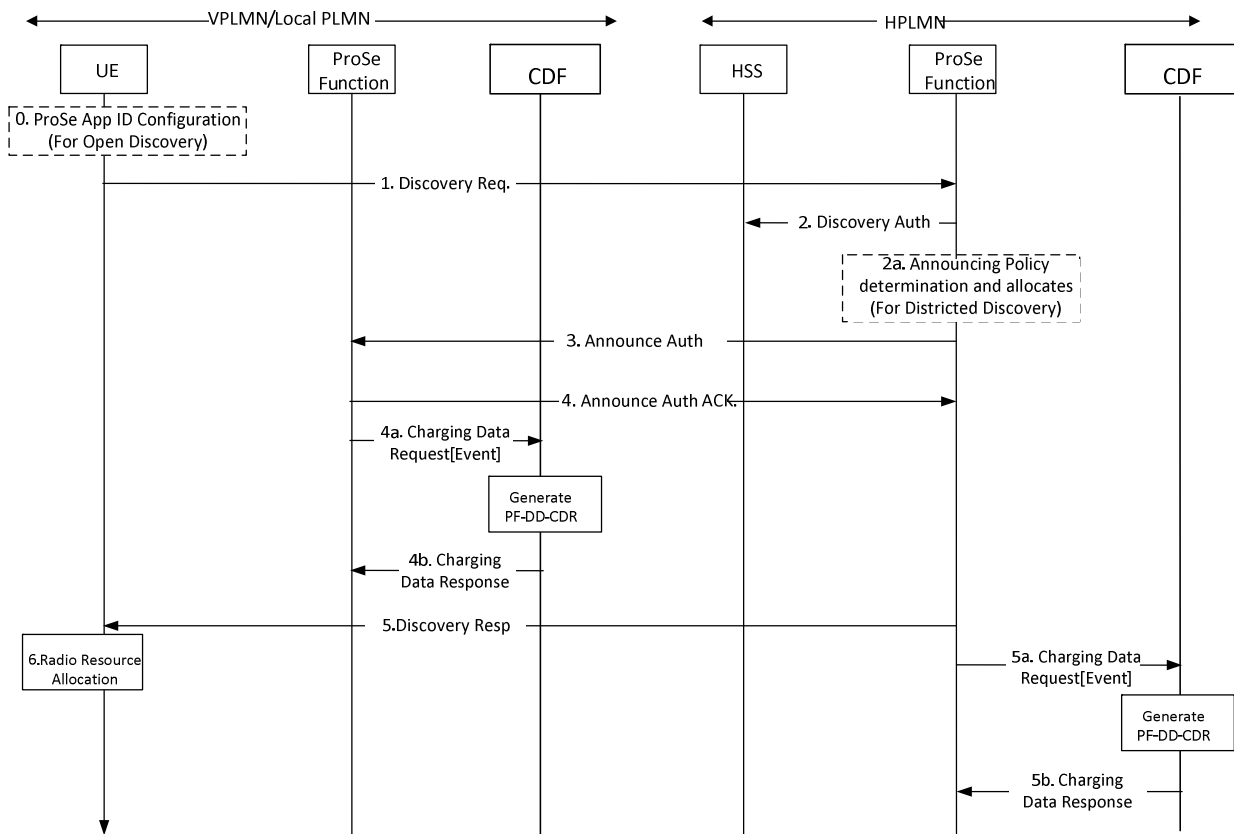 VPLMN/Local PLMN
HPLMN
UE
ProSe
Function
CDF
HSS
ProSe
Function
CDF
0. ProSe App ID Configuration
(For Open Discovery)
1. Discovery Req.
2. Discovery Auth
2a. Announcing Policy
determination and allocates
(For Districted Discovery)
3. Announce Auth
4. Announce Auth ACK.
4a. Charging Data
Request[Event]
Generate
PF-DD-CDR
4b. Charging
Data Response
5.Discovery Resp
6.Radio Resource
Allocation
5a. Charging Data
Request[Event]
Generate
PF-DD-CDR
5b. Charging
Data Response